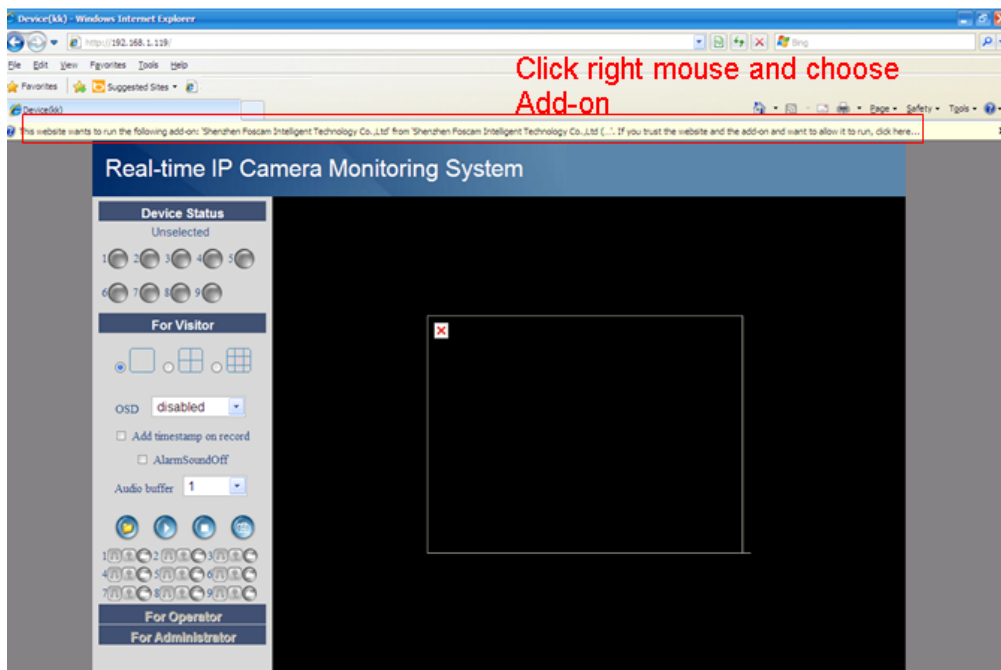 Device(kk) - Windows Internet Explorer
http://192.168.1.119/
Bing
File Edit View Favorites Tools Help
Click right mouse and choose
Add-on
Favorites Suggested Sites
Device(kk)
Page Safety Tools
This website wants to run the following add-on: 'Shenzhen Foscam Intelligent Technology Co.,Ltd' from 'Shenzhen Foscam Intelligent Technology Co.,Ltd (...'. If you trust the website and the add-on and want to allow it to run, click here...
Real-time IP Camera Monitoring System
Device Status
Unselected
1 2 3 4 5
6 7 8 9
For Visitor
OSD disabled
Add timestamp on record
AlarmSoundOff
Audio buffer 1
1 2 3
4 5 6
7 8 9
For Operator
For Administrator